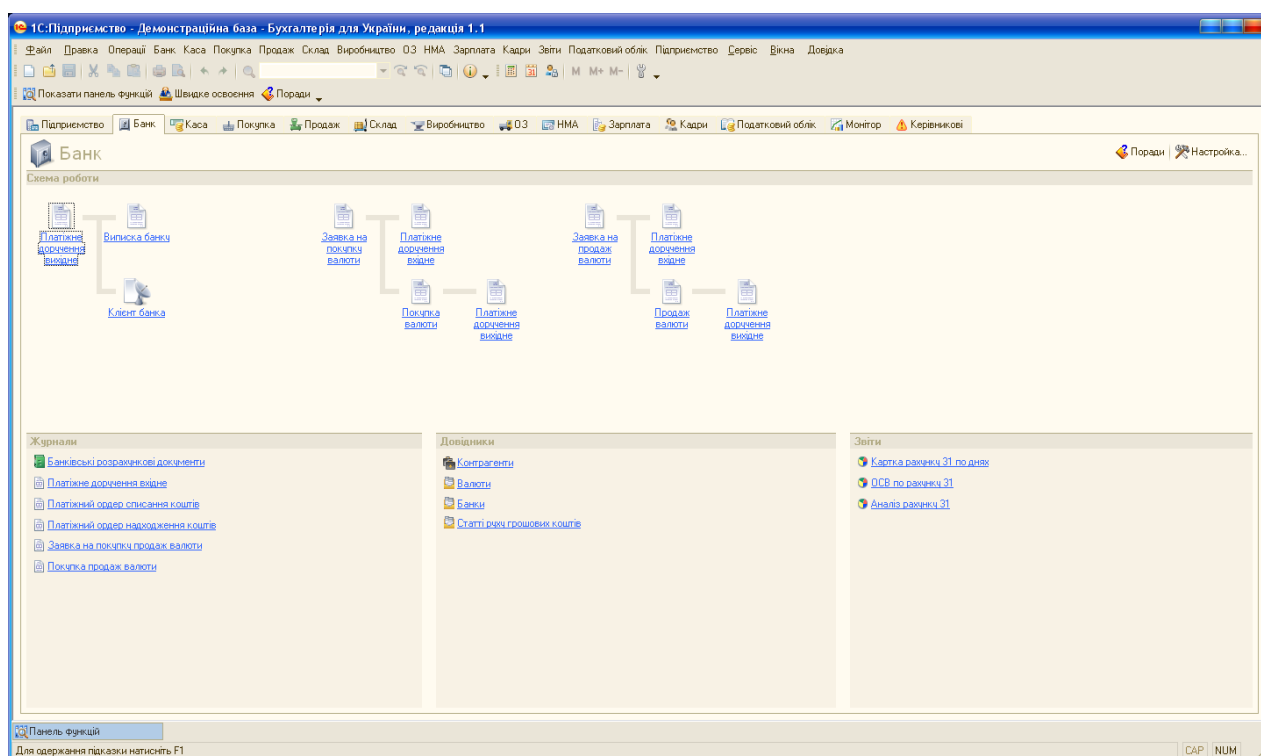 1С:Підприємство - Демонстраційна база - Бухгалтерія для України, редакція 1.1
Файл Правка Операції Банк Каса Покупка Продаж Склад Виробництво ОЗ НМА Зарплата Кадри Звіти Податковий облік Підприємство Сервіс Вікна Довідка
M M+ M-
Показати панель функцій Швидке освоєння Поради
Підприємство Банк Каса Покупка Продаж Склад Виробництво ОЗ НМА Зарплата Кадри Податковий облік Монітор Керівникові
Банк Поради Настройка...
Схема роботи
Платіжне доручення вихідне
Виписка банку
Клієнт банка
Заявка на покупку валюти
Платіжне доручення вхідне
Покупка валюти
Платіжне доручення вихідне
Заявка на продаж валюти
Платіжне доручення вхідне
Продаж валюти
Платіжне доручення вихідне
Журнали
Банківські розрахункові документи
Платіжне доручення вхідне
Платіжний ордер списання коштів
Платіжний ордер надходження коштів
Заявка на покупку продаж валюти
Покупка продаж валюти
Довідники
Контрагенти
Валюти
Банки
Статті руху грошових коштів
Звіти
Картка рахунку 31 по днях
ОСВ по рахунку 31
Аналіз рахунку 31
Панель функцій
Для одержання підказки натисніть F1
CAP NUM